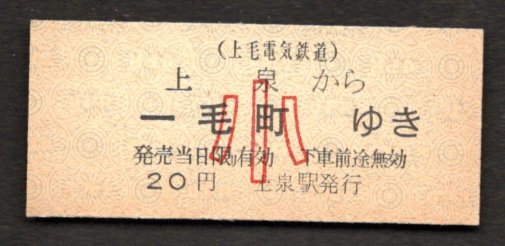 (上毛電気鉄道)
上泉から
一毛町ゆき
小
発売当日限り有効 下車前途無効
20円 上泉駅発行